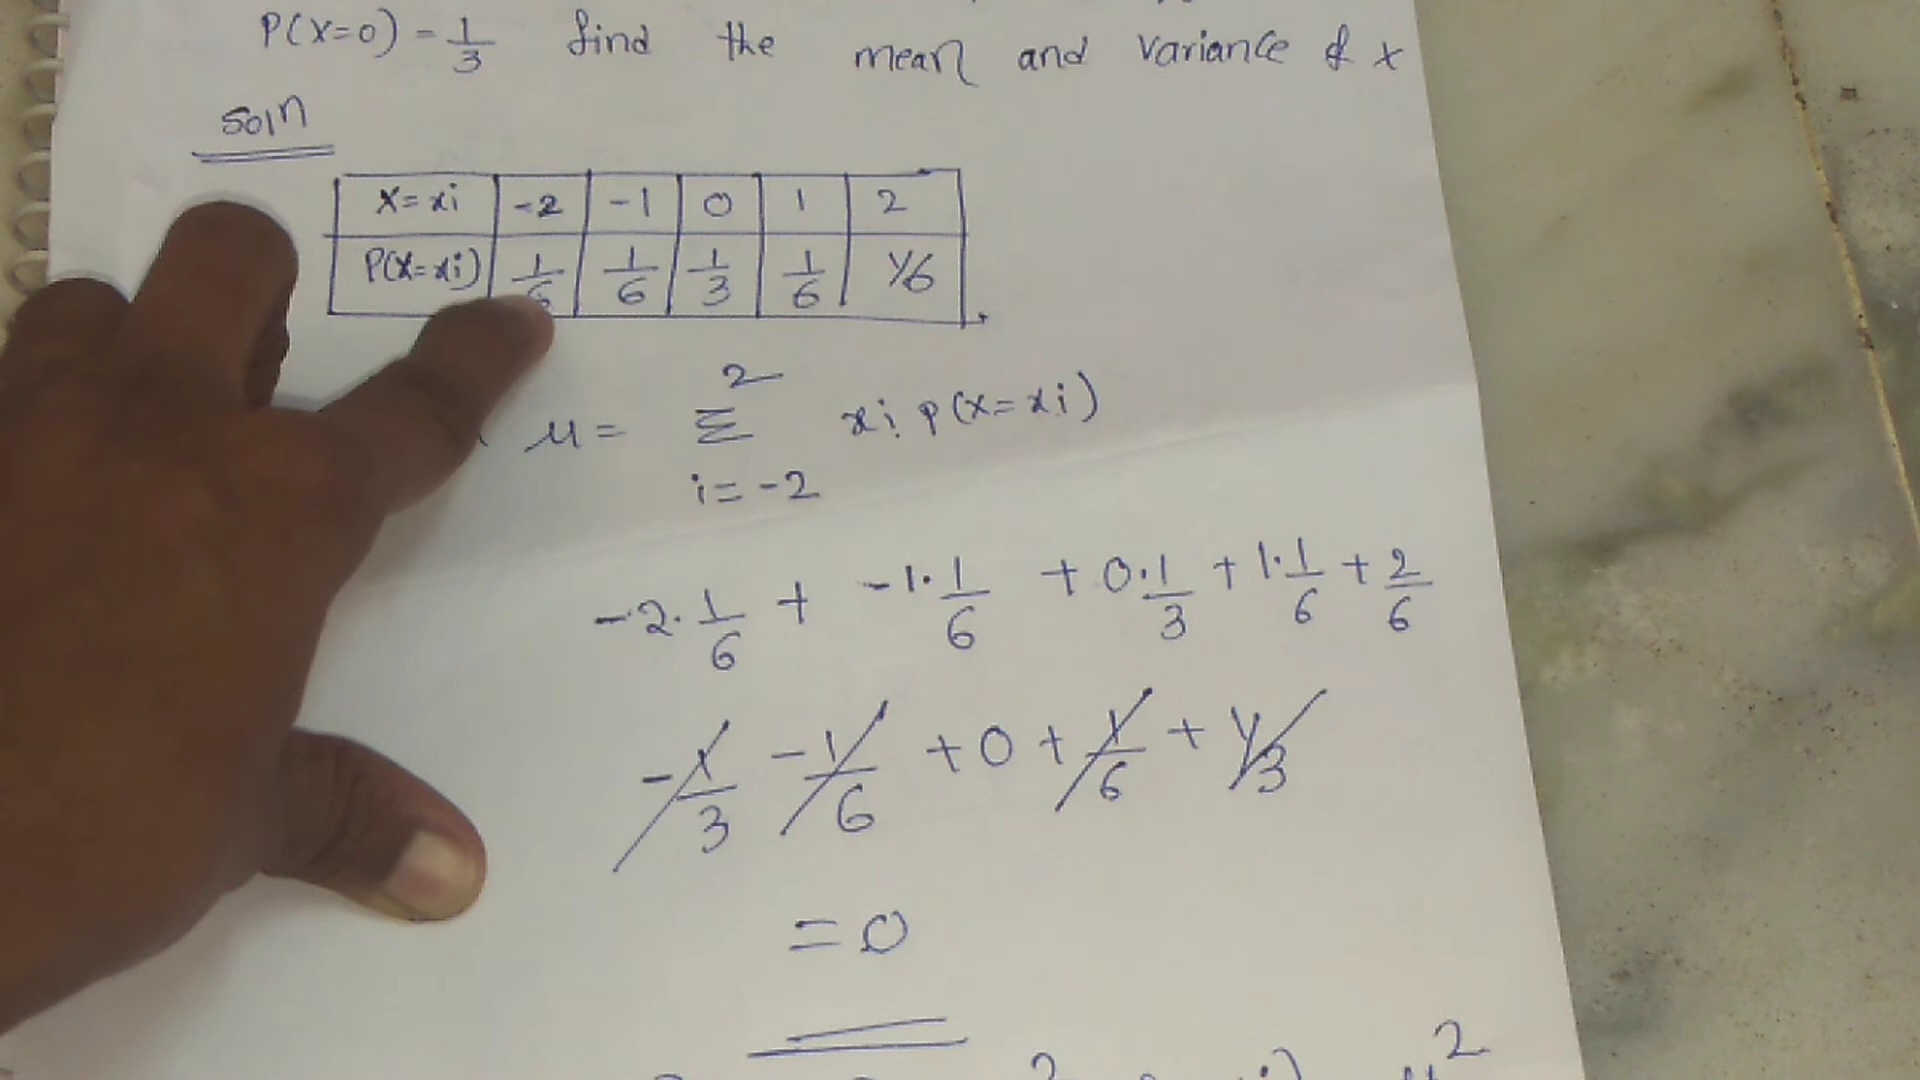 P(X=0) = 1/3 find the mean and variance of x
soln
X=xi -2 -1 0 1 2
P(X=xi) 1/6 1/6 1/3 1/6 1/6
μ = 2 Σ i=-2 xi p(x=xi)
-2. 1/6 + -1. 1/6 + 0. 1/3 + 1. 1/6 + 2/6
-1/3 -1/6 + 0 + 1/6 + 1/3
= 0